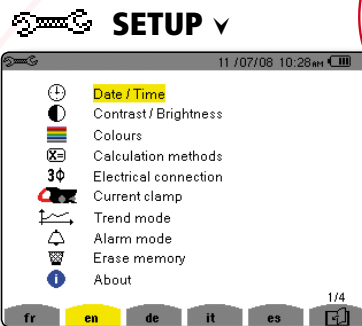 SETUP
11/07/08 10:28AM
Date / Time
Contrast / Brightness
Colours
X= Calculation methods
3ϕ Electrical connection
Current clamp
Trend mode
Alarm mode
Erase memory
i About
1/4
fr en de it es